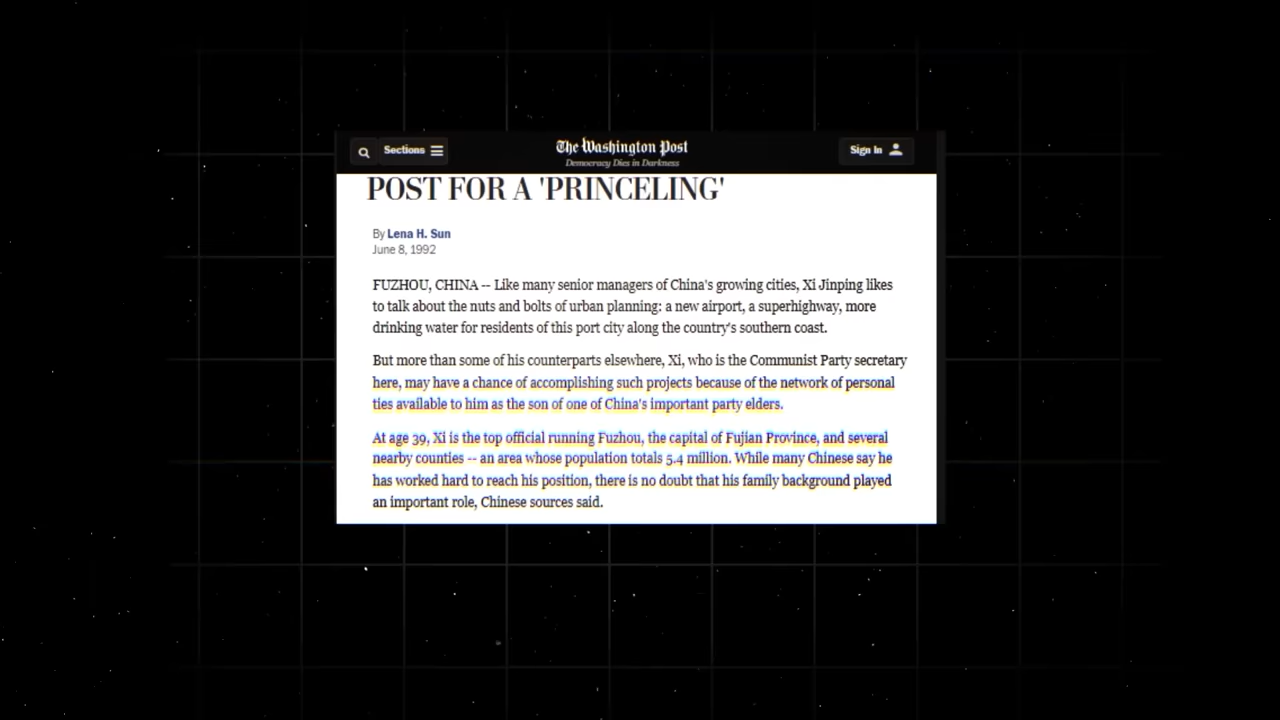 Sections
The Washington Post
Democracy Dies in Darkness
Sign In
POST FOR A 'PRINCELING'
By Lena H. Sun
June 8, 1992
FUZHOU, CHINA -- Like many senior managers of China's growing cities, Xi Jinping likes
to talk about the nuts and bolts of urban planning: a new airport, a superhighway, more
drinking water for residents of this port city along the country's southern coast.
But more than some of his counterparts elsewhere, Xi, who is the Communist Party secretary
here, may have a chance of accomplishing such projects because of the network of personal
ties available to him as the son of one of China's important party elders.
At age 39, Xi is the top official running Fuzhou, the capital of Fujian Province, and several
nearby counties -- an area whose population totals 5.4 million. While many Chinese say he
has worked hard to reach his position, there is no doubt that his family background played
an important role, Chinese sources said.